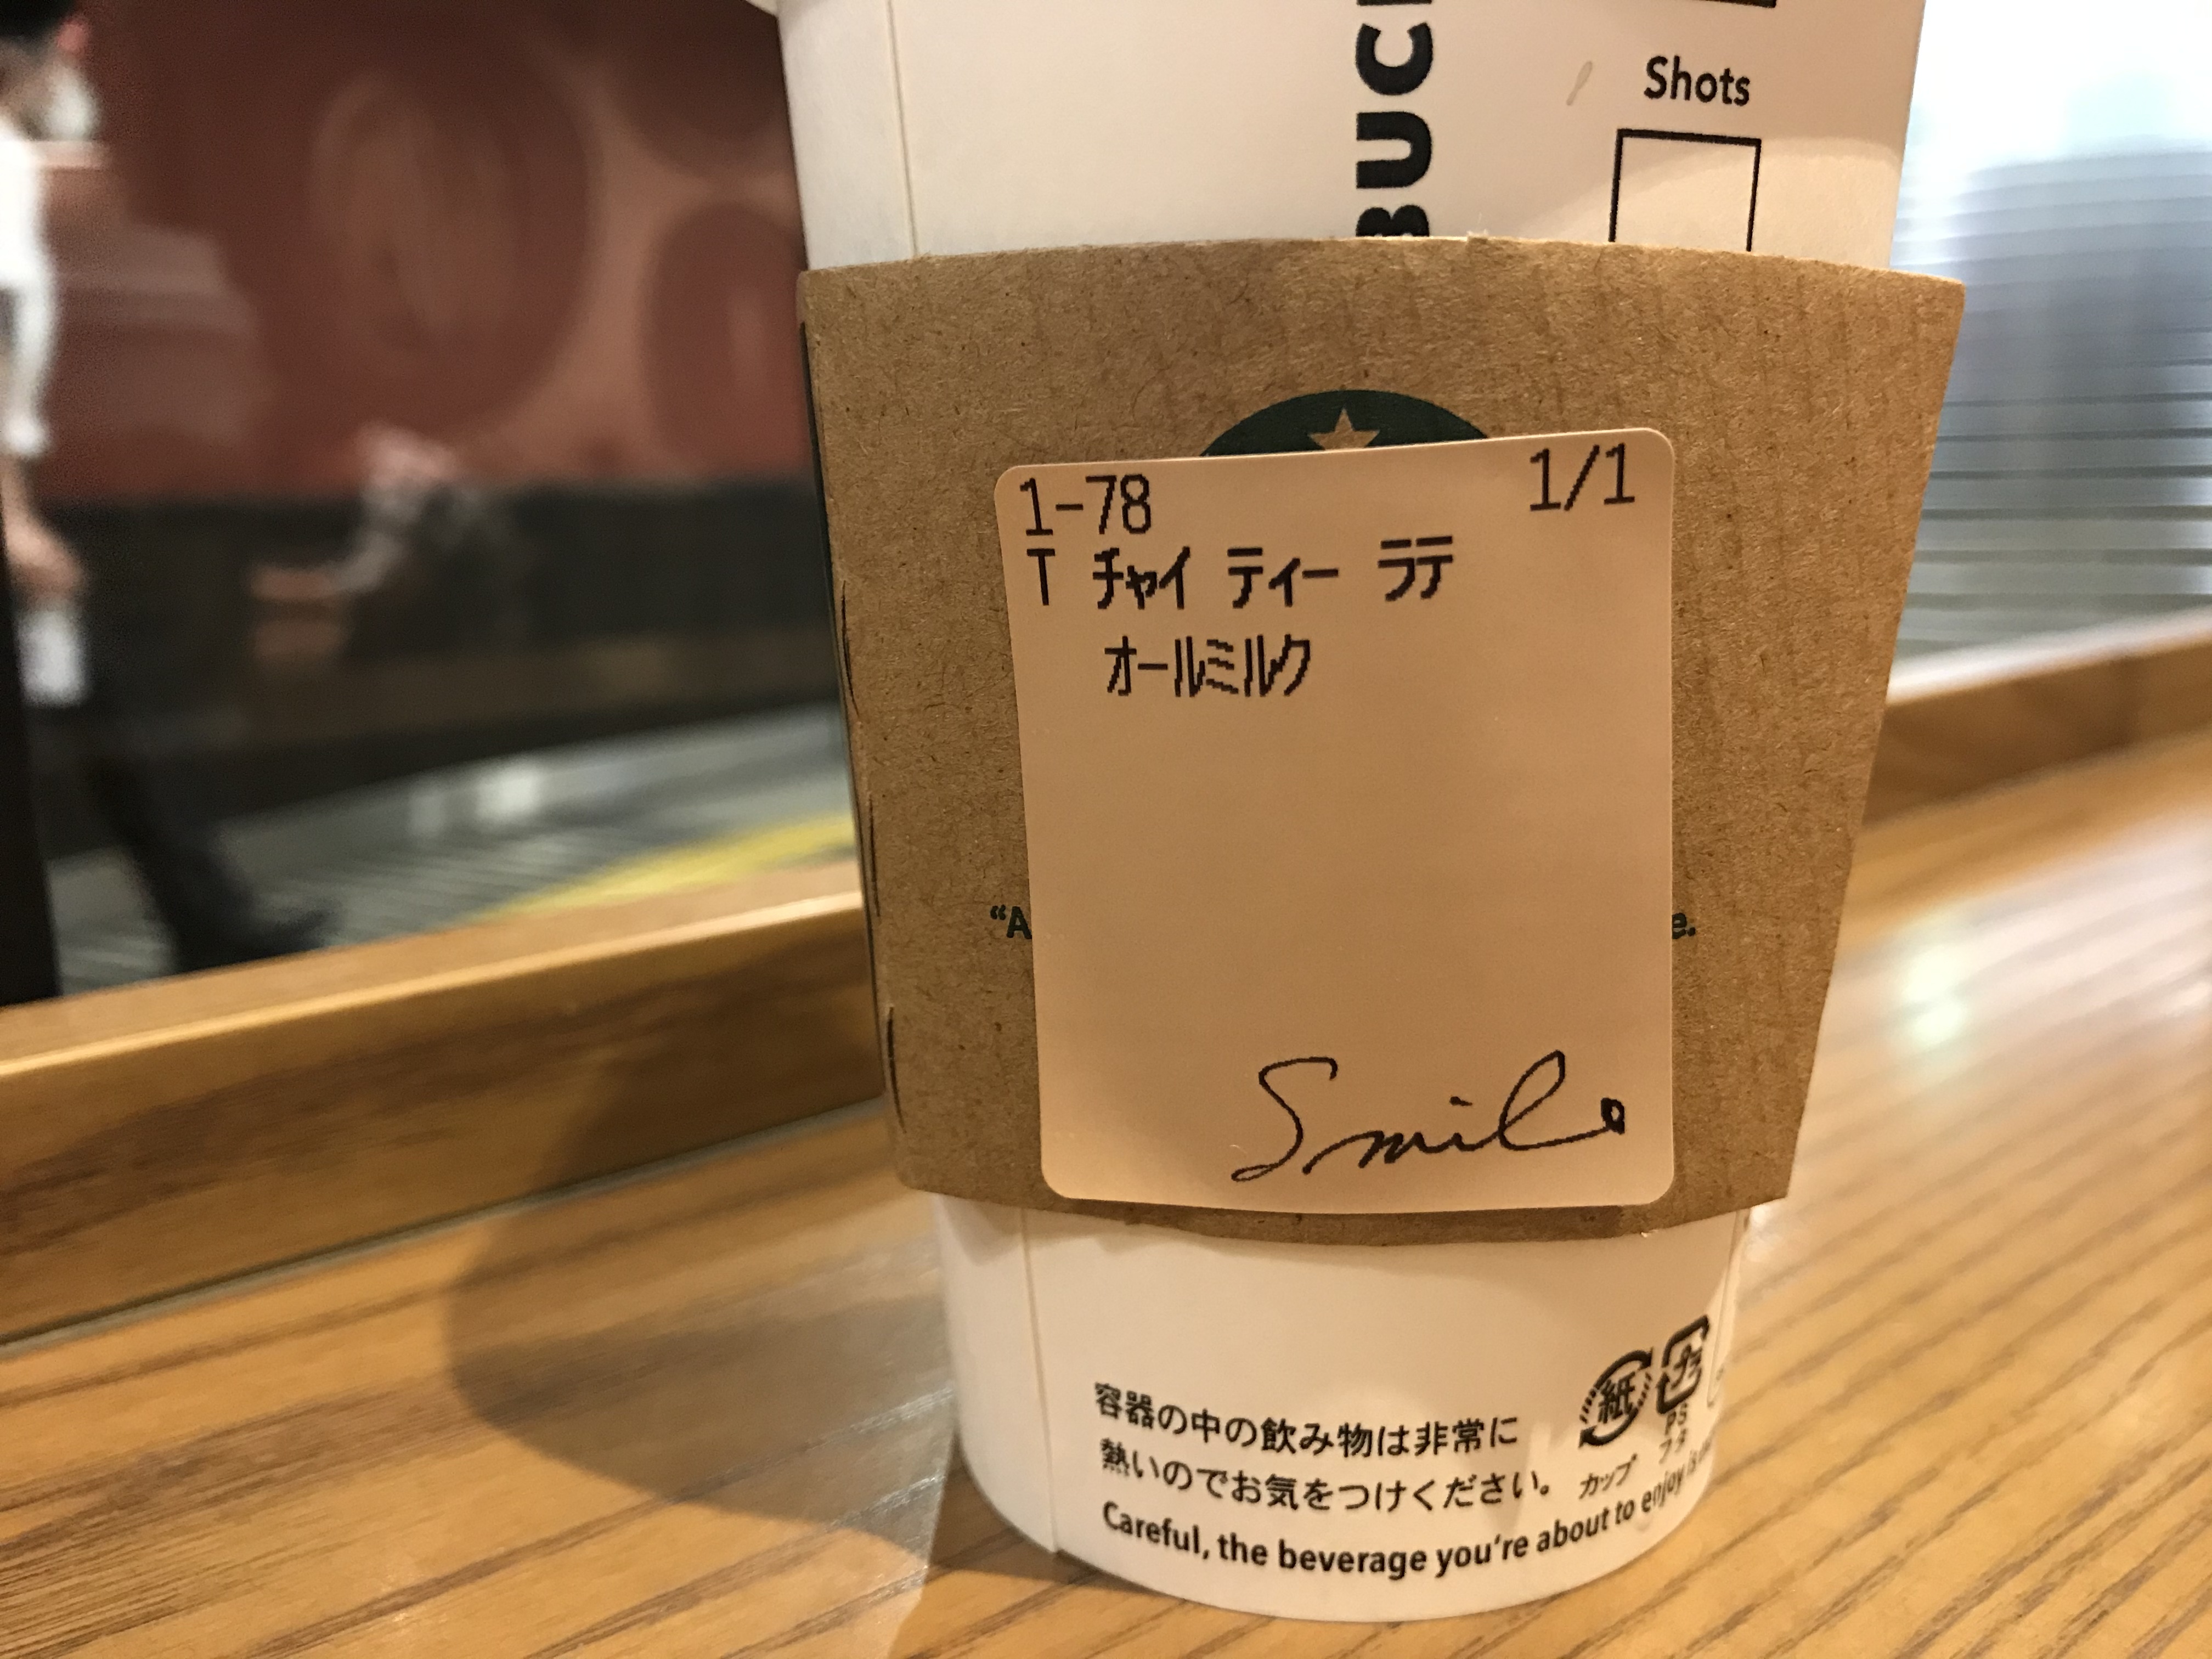 BUC
Shots
1-78 1/1
T チャイ ティー ラテ
オールミルク
"A
e.
Smile
容器の中の飲み物は非常に
熱いのでお気をつけください。
Careful, the beverage you're about to enjoy is
紙
カップ
プラ
PS
フタ